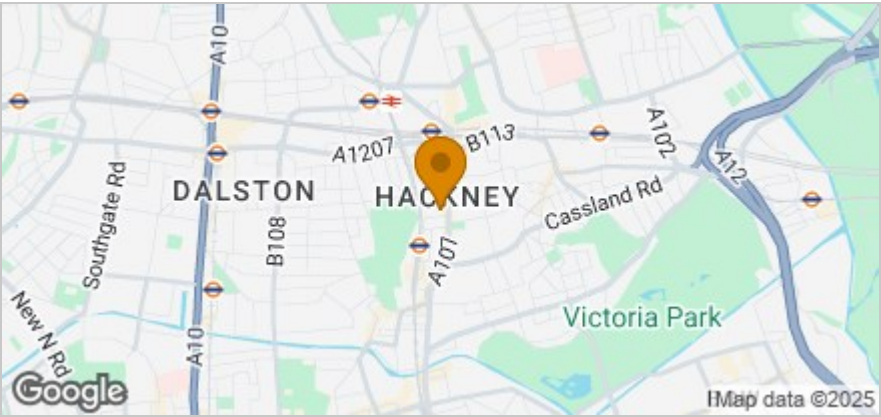 A10
A1207
B113
A102
A12
DALSTON
HACKNEY
Southgate Rd
B108
Cassland Rd
A107
New N Rd
A10
Victoria Park
Google
Map data ©2025